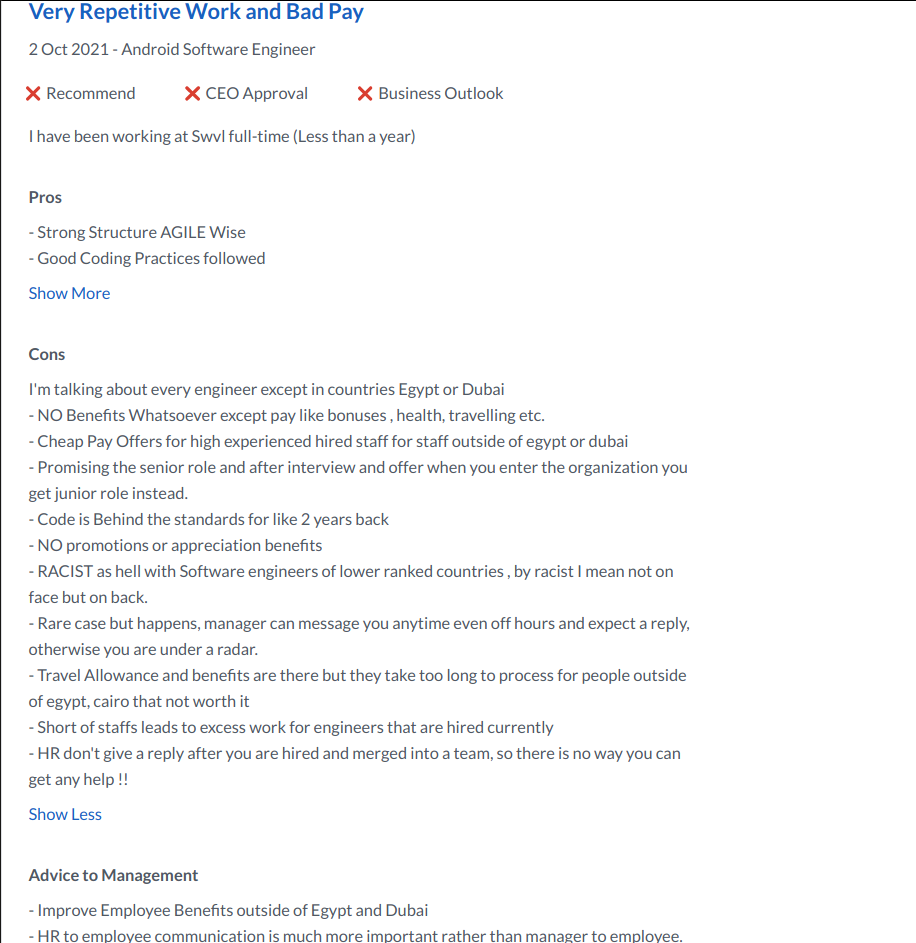 Very Repetitive Work and Bad Pay
2 Oct 2021 - Android Software Engineer
Recommend CEO Approval Business Outlook
I have been working at Swvl full-time (Less than a year)
Pros
- Strong Structure AGILE Wise
- Good Coding Practices followed
Show More
Cons
I'm talking about every engineer except in countries Egypt or Dubai
- NO Benefits Whatsoever except pay like bonuses , health, travelling etc.
- Cheap Pay Offers for high experienced hired staff for staff outside of egypt or dubai
- Promising the senior role and after interview and offer when you enter the organization you
get junior role instead.
- Code is Behind the standards for like 2 years back
- NO promotions or appreciation benefits
- RACIST as hell with Software engineers of lower ranked countries , by racist I mean not on
face but on back.
- Rare case but happens, manager can message you anytime even off hours and expect a reply,
otherwise you are under a radar.
- Travel Allowance and benefits are there but they take too long to process for people outside
of egypt, cairo that not worth it
- Short of staffs leads to excess work for engineers that are hired currently
- HR don't give a reply after you are hired and merged into a team, so there is no way you can
get any help !!
Show Less
Advice to Management
- Improve Employee Benefits outside of Egypt and Dubai
- HR to employee communication is much more important rather than manager to employee.